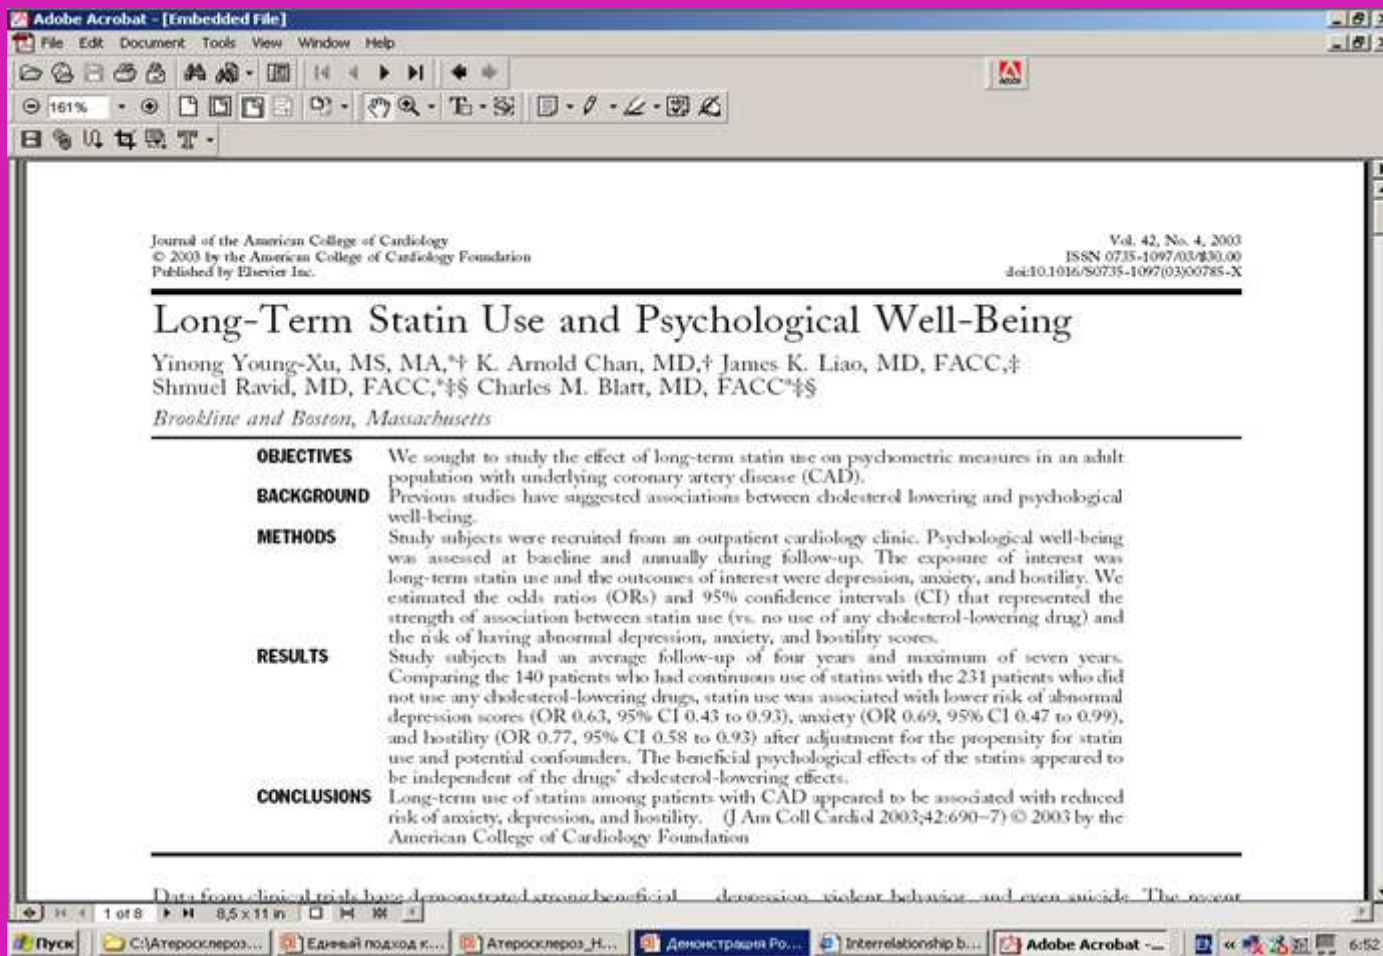 Adobe Acrobat - [Embedded File]
File Edit Document Tools View Window Help
161%
Journal of the American College of Cardiology
© 2003 by the American College of Cardiology Foundation
Published by Elsevier Inc.
Vol. 42, No. 4, 2003
ISSN 0735-1097/03/$30.00
doi:10.1016/S0735-1097(03)00785-X
Long-Term Statin Use and Psychological Well-Being
Yinong Young-Xu, MS, MA,*† K. Arnold Chan, MD,† James K. Liao, MD, FACC,‡
Shmuel Ravid, MD, FACC,*‡§ Charles M. Blatt, MD, FACC*‡§
Brookline and Boston, Massachusetts
OBJECTIVES We sought to study the effect of long-term statin use on psychometric measures in an adult
population with underlying coronary artery disease (CAD).
BACKGROUND Previous studies have suggested associations between cholesterol lowering and psychological
well-being.
METHODS Study subjects were recruited from an outpatient cardiology clinic. Psychological well-being
was assessed at baseline and annually during follow-up. The exposure of interest was
long-term statin use and the outcomes of interest were depression, anxiety, and hostility. We
estimated the odds ratios (ORs) and 95% confidence intervals (CI) that represented the
strength of association between statin use (vs. no use of any cholesterol-lowering drug) and
the risk of having abnormal depression, anxiety, and hostility scores.
RESULTS Study subjects had an average follow-up of four years and maximum of seven years.
Comparing the 140 patients who had continuous use of statins with the 231 patients who did
not use any cholesterol-lowering drugs, statin use was associated with lower risk of abnormal
depression scores (OR 0.63, 95% CI 0.43 to 0.93), anxiety (OR 0.69, 95% CI 0.47 to 0.99),
and hostility (OR 0.77, 95% CI 0.58 to 0.93) after adjustment for the propensity for statin
use and potential confounders. The beneficial psychological effects of the statins appeared to
be independent of the drugs' cholesterol-lowering effects.
CONCLUSIONS Long-term use of statins among patients with CAD appeared to be associated with reduced
risk of anxiety, depression, and hostility. (J Am Coll Cardiol 2003;42:690–7) © 2003 by the
American College of Cardiology Foundation
Data from clinical trials have demonstrated strong beneficial
depression, violent behavior, and even suicide. The recent
1 of 8 8,5 x 11 in
Пуск C:\Атеросклероз... Единый подход к... Атеросклероз_Н... Демонстрация Po... Interrelationship b... Adobe Acrobat -... EN « 6:52